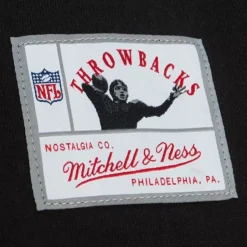 THROWBACKS
NFL
NOSTALGIA CO.
Mitchell & Ness
PHILADELPHIA, PA.